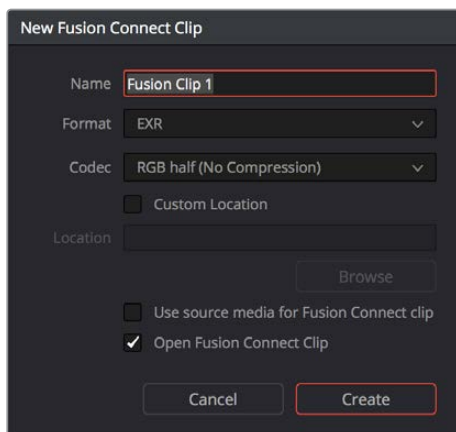 New Fusion Connect Clip
Name Fusion Clip 1
Format EXR
Codec RGB half (No Compression)
Custom Location
Location
Browse
Use source media for Fusion Connect clip
Open Fusion Connect Clip
Cancel Create